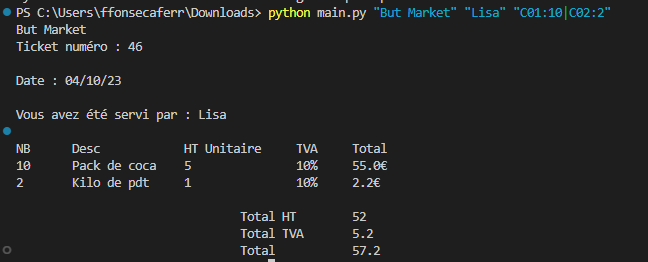 PS C:\Users\ffonsecaferr\Downloads> python main.py "But Market" "Lisa" "C01:10|C02:2"
But Market
Ticket numéro : 46
Date : 04/10/23
Vous avez été servi par : Lisa
NB Desc HT Unitaire TVA Total
10 Pack de coca 5 10% 55.0€
2 Kilo de pdt 1 10% 2.2€
Total HT 52
Total TVA 5.2
Total 57.2